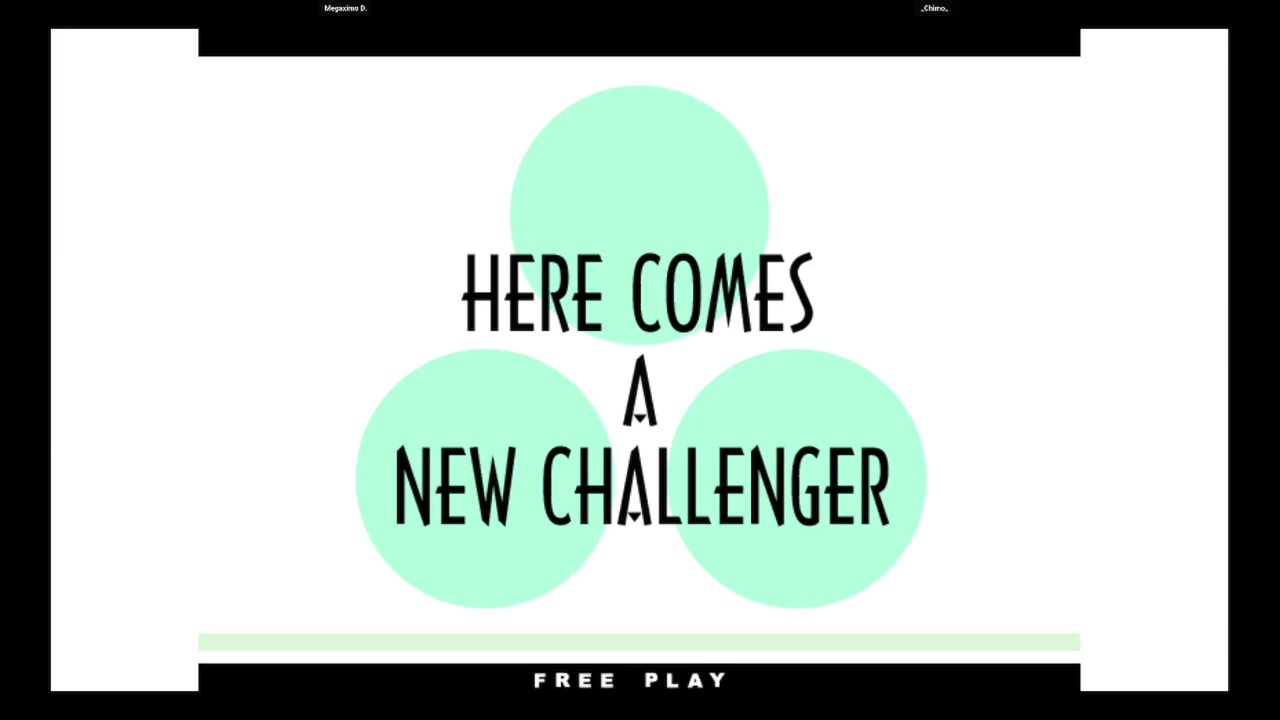 Megaximo D.
_Chimo_
HERE COMES
A
NEW CHALLENGER
FREE PLAY